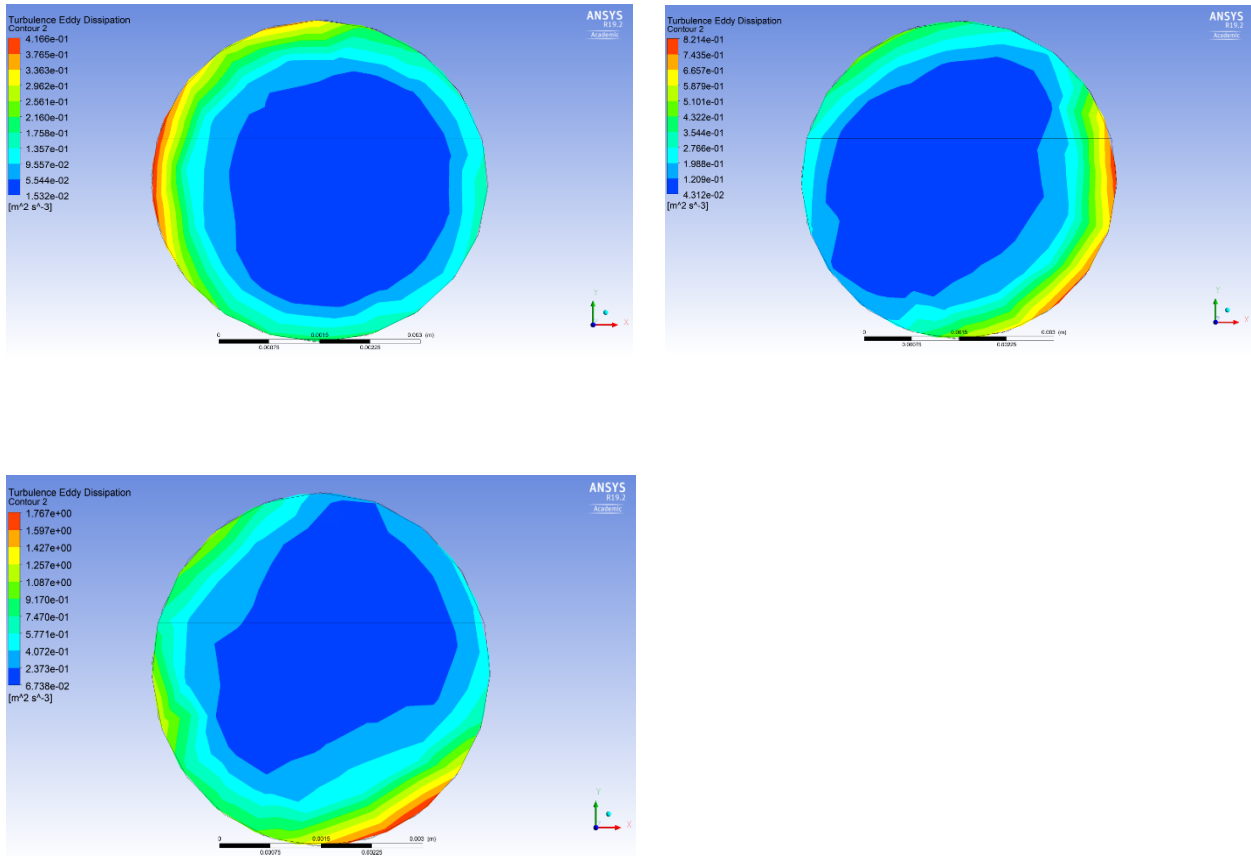 Turbulence Eddy Dissipation
Contour 2
4.166e-01
3.765e-01
3.363e-01
2.962e-01
2.561e-01
2.160e-01
1.758e-01
1.357e-01
9.557e-02
5.544e-02
1.532e-02
[m^2 s^-3]
ANSYS
R19.2
Academic
0 0.0015 0.003 (m)
0.00075 0.00225
Y
X
Turbulence Eddy Dissipation
Contour 2
8.214e-01
7.435e-01
6.657e-01
5.879e-01
5.101e-01
4.322e-01
3.544e-01
2.766e-01
1.988e-01
1.209e-01
4.312e-02
[m^2 s^-3]
ANSYS
R19.2
Academic
0 0.0015 0.003 (m)
0.00075 0.00225
Y
X
Turbulence Eddy Dissipation
Contour 2
1.767e+00
1.597e+00
1.427e+00
1.257e+00
1.087e+00
9.170e-01
7.470e-01
5.771e-01
4.072e-01
2.373e-01
6.738e-02
[m^2 s^-3]
ANSYS
R19.2
Academic
0 0.0015 0.003 (m)
0.00075 0.00225
Y
X